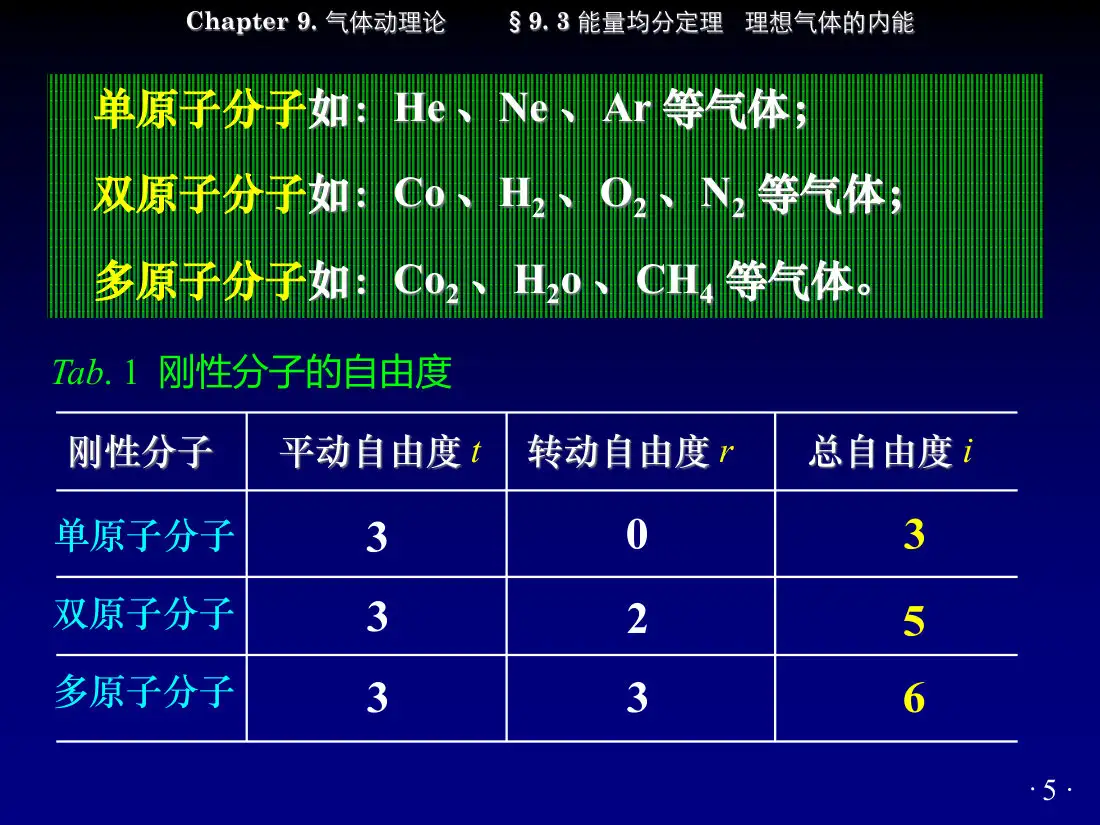 Chapter 9. 气体动理论 §9. 3 能量均分定理 理想气体的内能
单原子分子如：He 、Ne 、Ar 等气体；
双原子分子如：Co 、H₂ 、O₂ 、N₂ 等气体；
多原子分子如：Co₂ 、H₂o 、CH₄ 等气体。
Tab. 1 刚性分子的自由度
刚性分子 平动自由度 t 转动自由度 r 总自由度 i
单原子分子 3 0 3
双原子分子 3 2 5
多原子分子 3 3 6
· 5 ·